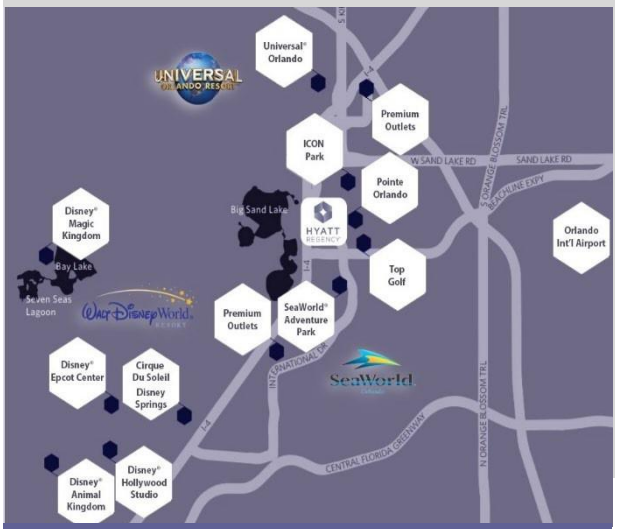 S KI
Universal®
Orlando
UNIVERSAL
ORLANDO RESORT
I-4
Premium
Outlets
ICON
Park
W SAND LAKE RD
SAND LAKE RD
S ORANGE BLOSSOM TRL
BEACHLINE EXPY
Pointe
Orlando
Disney®
Magic
Kingdom
Big Sand Lake
HYATT
REGENCY
Orlando
Int'l Airport
Bay Lake
Top
Golf
I-4
Seven Seas
Lagoon
Walt Disney World.
RESORT
Premium
Outlets
SeaWorld®
Adventure
Park
INTERNATIONAL DR
SeaWorld
Disney®
Epcot Center
Cirque
Du Soleil
Disney
Springs
I-4
N ORANGE BLOSSOM TRL
CENTRAL FLORIDA GREENWAY
Disney®
Animal
Kingdom
Disney®
Hollywood
Studio